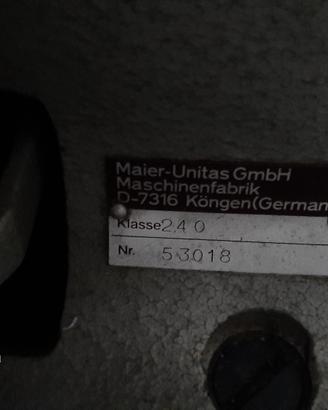 Maier-Unitas GmbH
Maschinenfabrik
D-7316 Köngen(German
Klasse 240
Nr. 53018